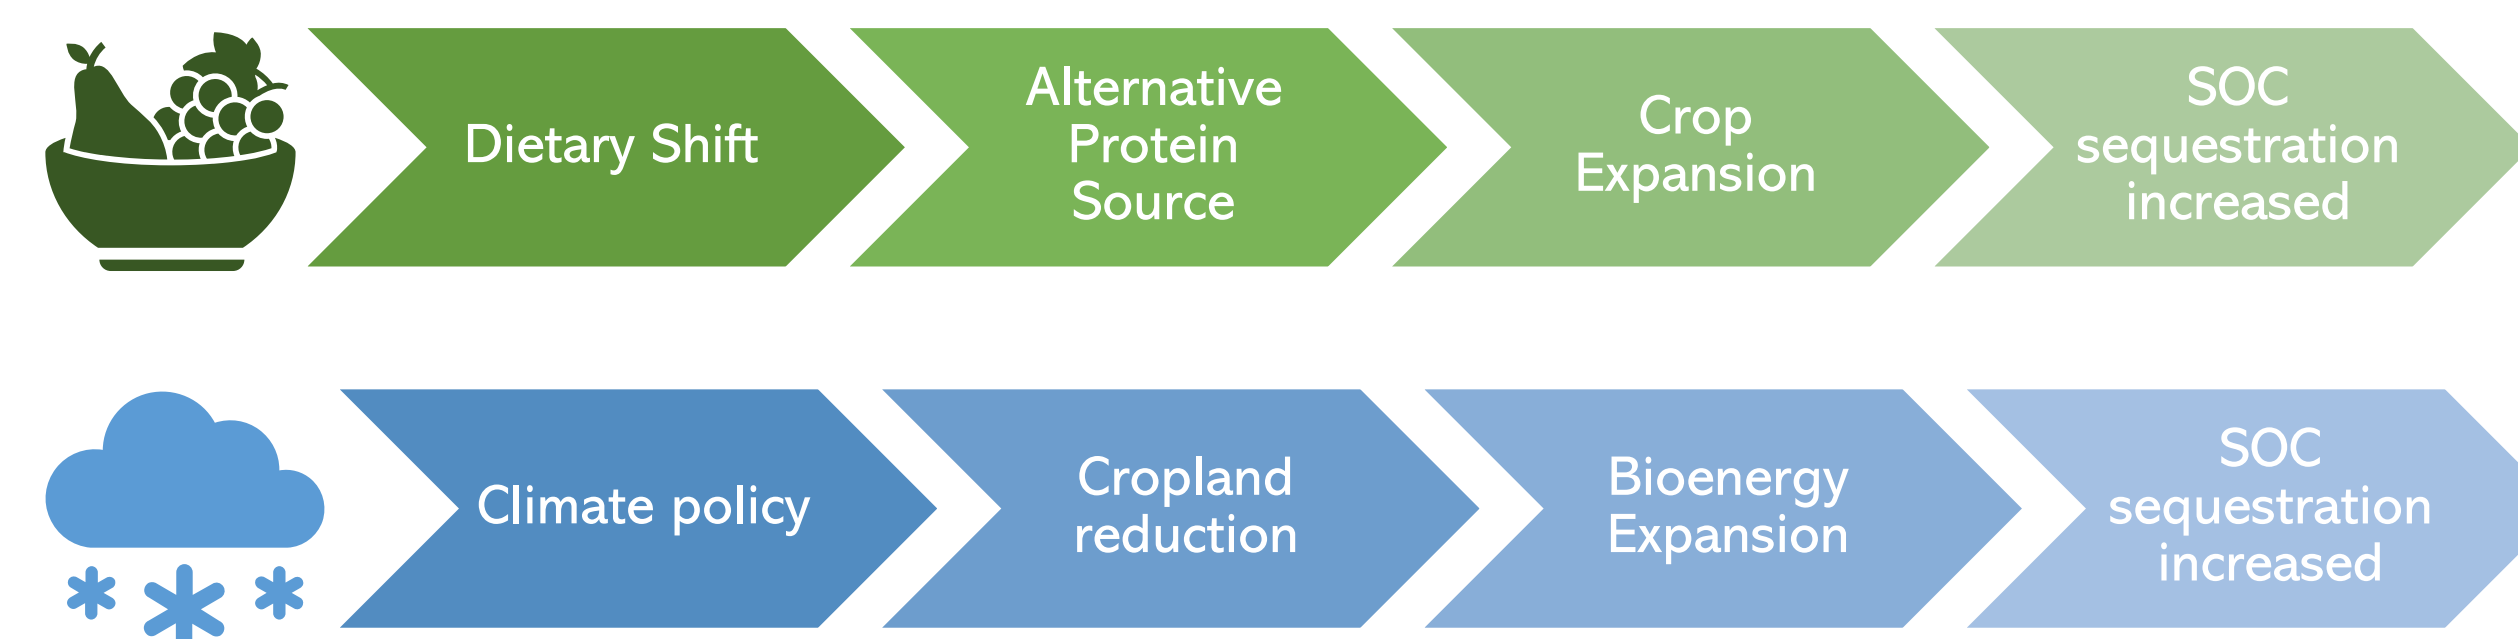 Dietary Shift
Alternative
Protein
Source
Crop
Expansion
SOC
sequestration
increased
Climate policy
Cropland
reduction
Bioenergy
Expansion
SOC
sequestration
increased